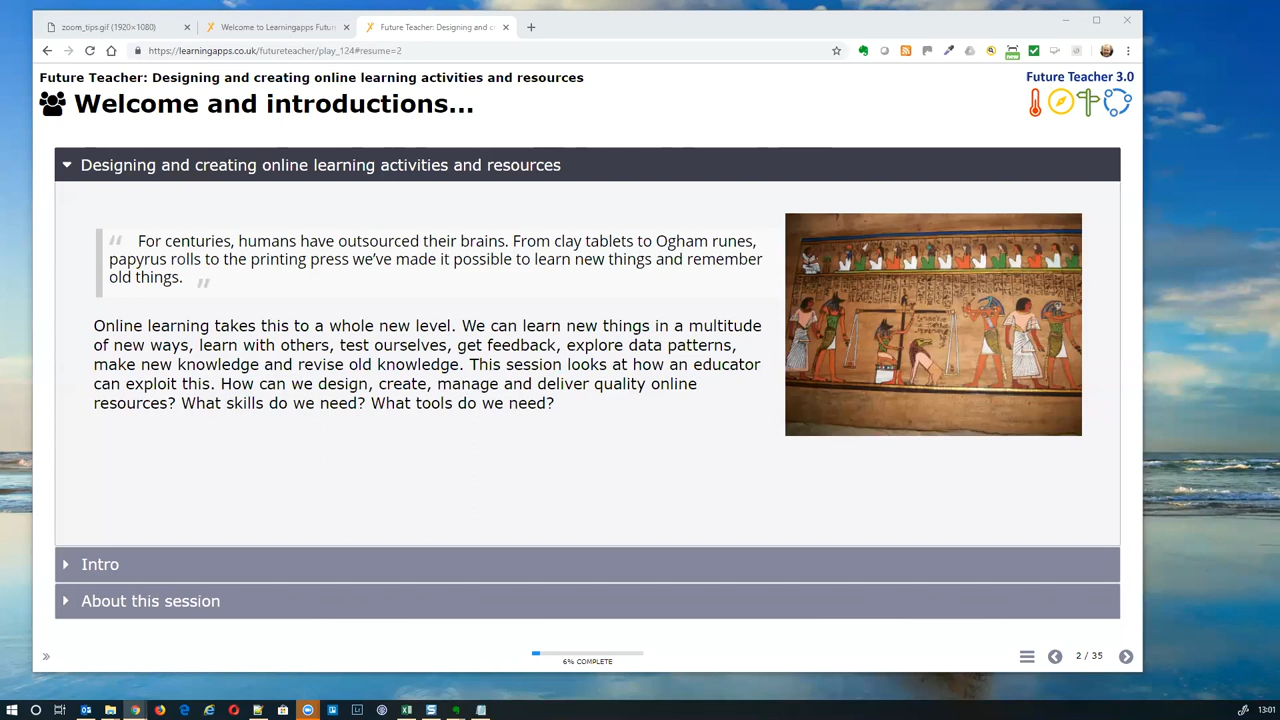 zoom_tips.gif (1920×1080)
Welcome to Learningapps Futur
Future Teacher: Designing and c
https://learningapps.co.uk/futureteacher/play_124#resume=2
new
Future Teacher: Designing and creating online learning activities and resources
Future Teacher 3.0
Welcome and introductions...
Designing and creating online learning activities and resources
“ For centuries, humans have outsourced their brains. From clay tablets to Ogham runes,
papyrus rolls to the printing press we’ve made it possible to learn new things and remember
old things. ”
Online learning takes this to a whole new level. We can learn new things in a multitude
of new ways, learn with others, test ourselves, get feedback, explore data patterns,
make new knowledge and revise old knowledge. This session looks at how an educator
can exploit this. How can we design, create, manage and deliver quality online
resources? What skills do we need? What tools do we need?
Intro
About this session
6% COMPLETE
2 / 35
13:01